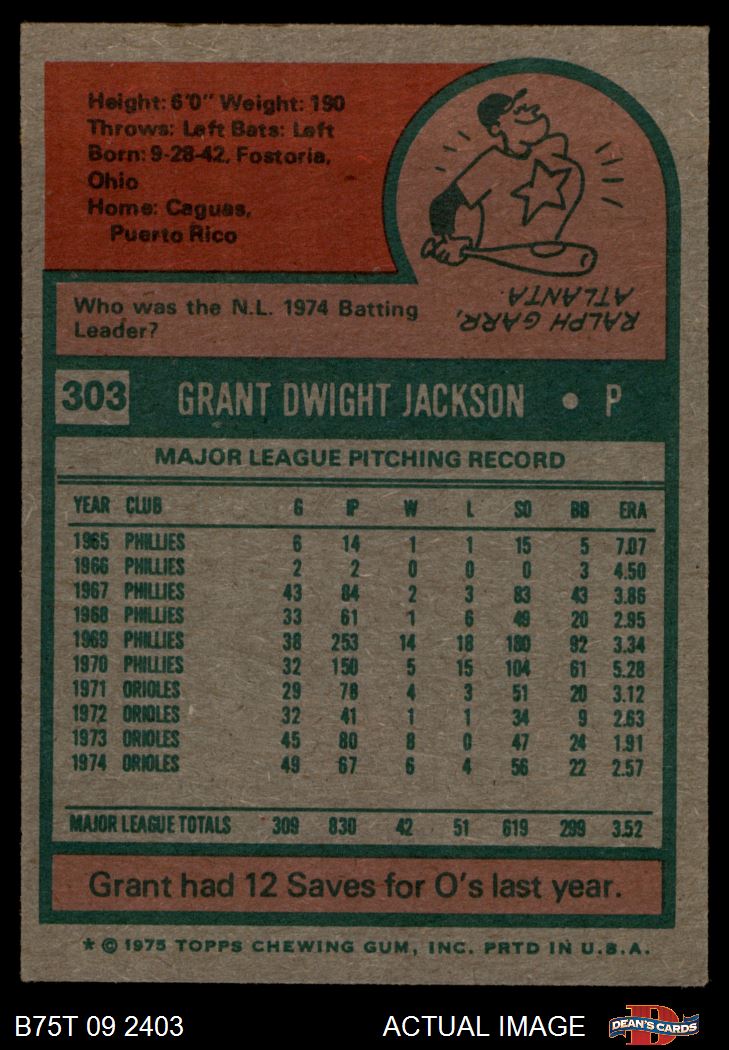 Height: 6'0" Weight: 190
Throws: Left Bats: Left
Born: 9-28-42, Fostoria,
Ohio
Home: Caguas,
Puerto Rico
Who was the N.L. 1974 Batting
Leader?
RALPH GARR,
ATLANTA.
303 GRANT DWIGHT JACKSON • P
MAJOR LEAGUE PITCHING RECORD
YEAR CLUB G IP W L SO BB ERA
1965 PHILLIES 6 14 1 1 15 5 7.07
1966 PHILLIES 2 2 0 0 0 3 4.50
1967 PHILLIES 43 84 2 3 83 43 3.86
1968 PHILLIES 33 61 1 6 49 20 2.95
1969 PHILLIES 38 253 14 18 180 92 3.34
1970 PHILLIES 32 150 5 15 104 61 5.28
1971 ORIOLES 29 78 4 3 51 20 3.12
1972 ORIOLES 32 41 1 1 34 9 2.63
1973 ORIOLES 45 80 8 0 47 24 1.91
1974 ORIOLES 49 67 6 4 56 22 2.57
MAJOR LEAGUE TOTALS 309 830 42 51 619 299 3.52
Grant had 12 Saves for O's last year.
* © 1975 TOPPS CHEWING GUM, INC. PRTD IN U.S.A.
B75T 09 2403 ACTUAL IMAGE DEAN'S CARDS